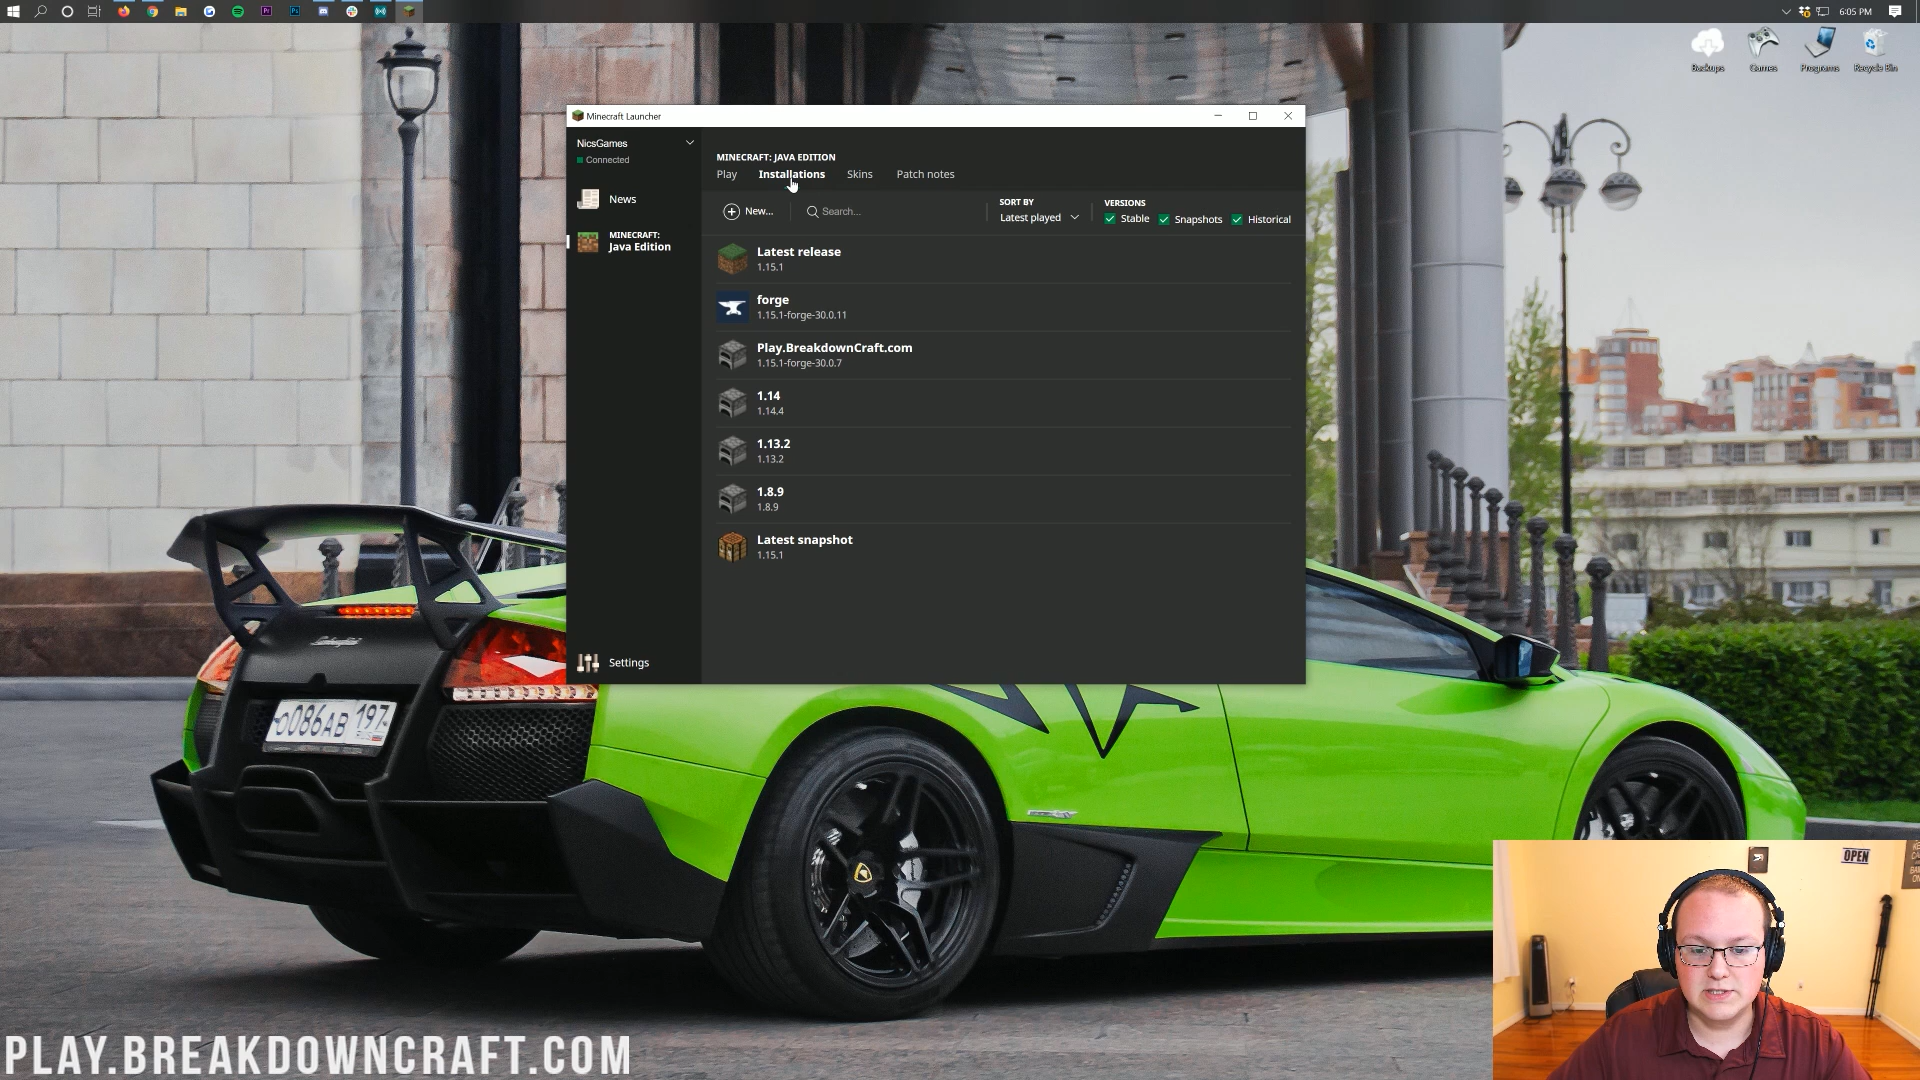 6:05 PM
Backups
Games
Programs
Recycle Bin
Minecraft Launcher
NicsGames
Connected
News
MINECRAFT:
Java Edition
Settings
MINECRAFT: JAVA EDITION
Play
Installations
Skins
Patch notes
New...
Search...
SORT BY
Latest played
VERSIONS
Stable
Snapshots
Historical
Latest release
1.15.1
forge
1.15.1-forge-30.0.11
Play.BreakdownCraft.com
1.15.1-forge-30.0.7
1.14
1.14.4
1.13.2
1.13.2
1.8.9
1.8.9
Latest snapshot
1.15.1
Lamborghini
O086AB 197
OPEN
PLAY.BREAKDOWNCRAFT.COM